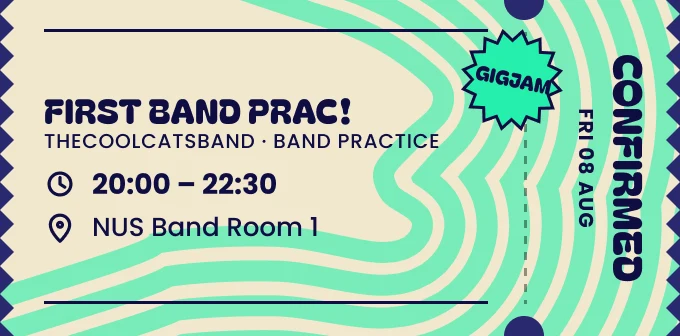 FIRST BAND PRAC!
THECOOLCATSBAND · BAND PRACTICE
20:00 – 22:30
NUS Band Room 1
GIGJAM
FRI 08 AUG
CONFIRMED